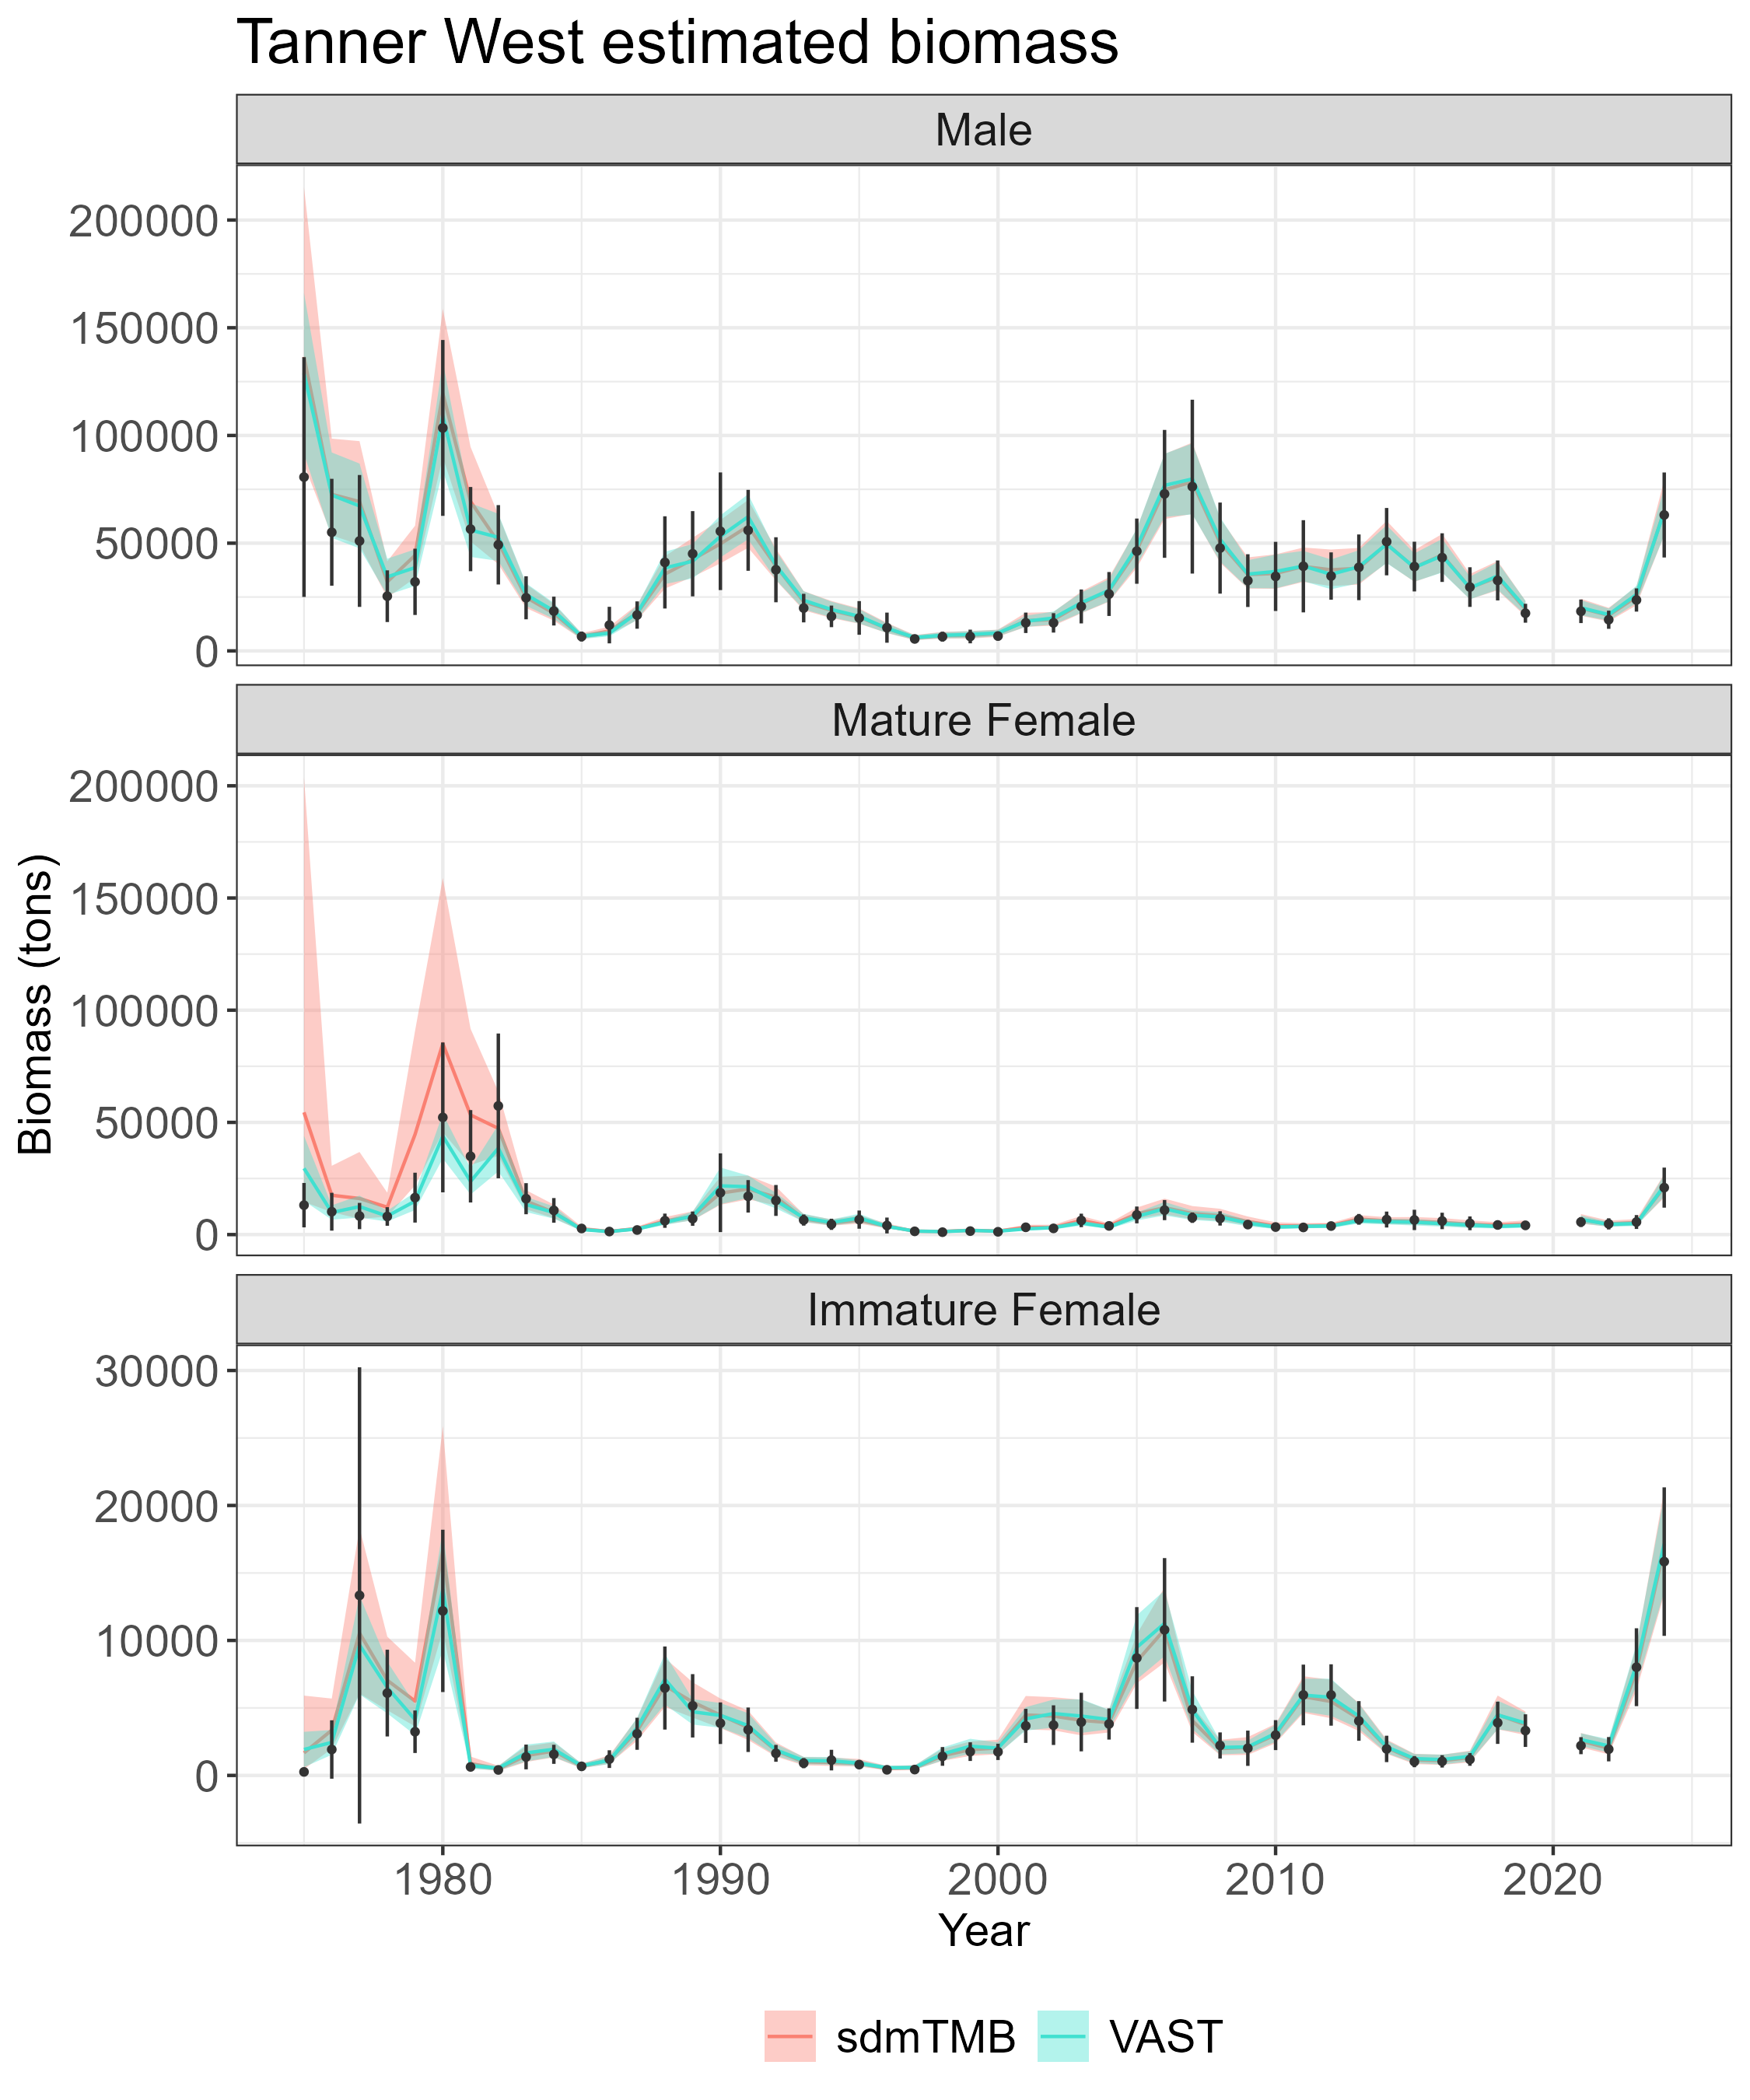 Tanner West estimated biomass
Male
200000
150000
100000
50000
0
Mature Female
200000
150000
100000
50000
0
Biomass (tons)
Immature Female
30000
20000
10000
0
1980 1990 2000 2010 2020
Year
sdmTMB VAST